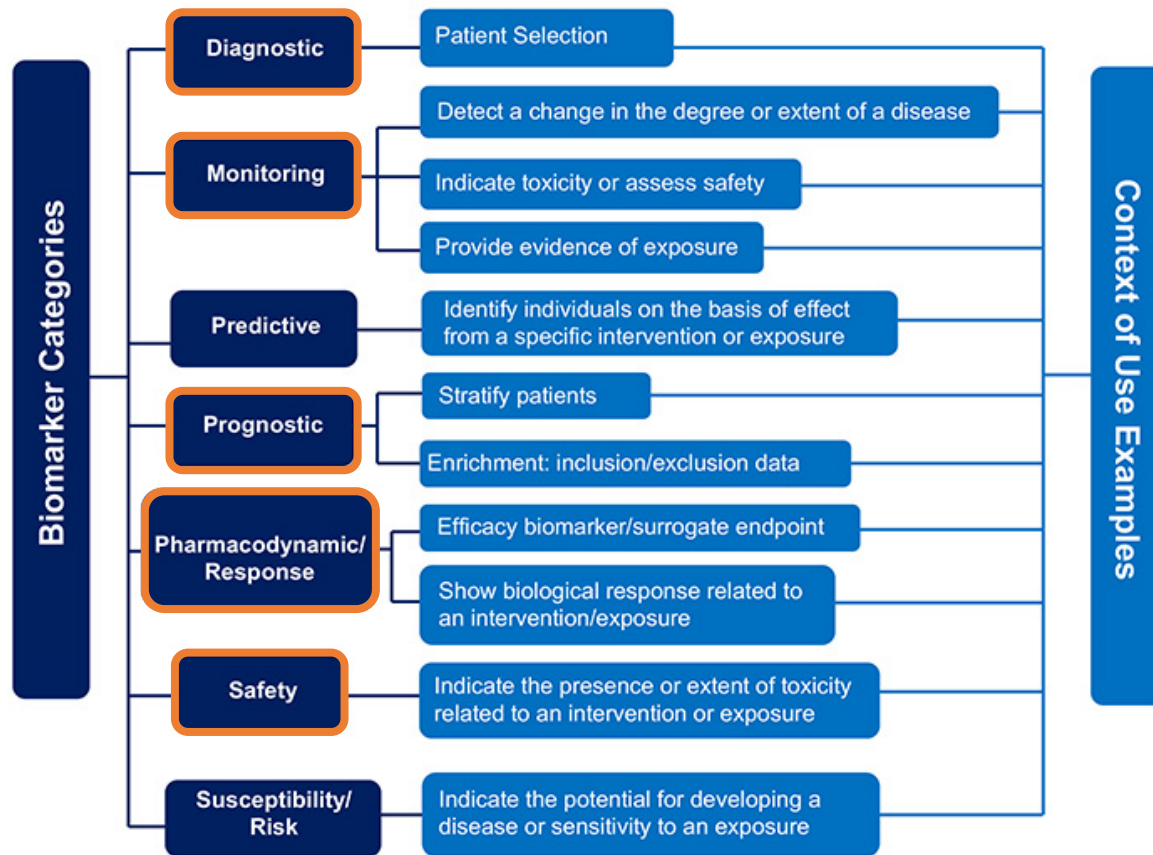 Biomarker Categories
Diagnostic
Patient Selection
Monitoring
Detect a change in the degree or extent of a disease
Indicate toxicity or assess safety
Provide evidence of exposure
Predictive
Identify individuals on the basis of effect
from a specific intervention or exposure
Prognostic
Stratify patients
Enrichment: inclusion/exclusion data
Pharmacodynamic/
Response
Efficacy biomarker/surrogate endpoint
Show biological response related to
an intervention/exposure
Safety
Indicate the presence or extent of toxicity
related to an intervention or exposure
Susceptibility/
Risk
Indicate the potential for developing a
disease or sensitivity to an exposure
Context of Use Examples